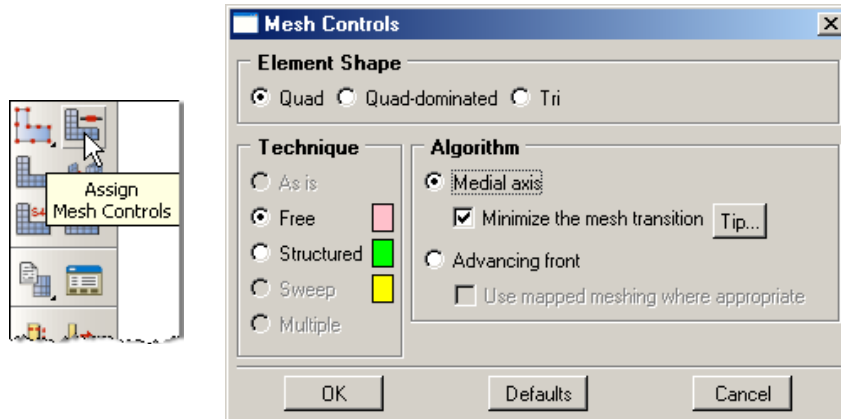 Mesh Controls
Element Shape
Quad Quad-dominated Tri
Technique
As is
Free
Structured
Sweep
Multiple
Algorithm
Medial axis
Minimize the mesh transition Tip...
Advancing front
Use mapped meshing where appropriate
OK Defaults Cancel
Assign
Mesh Controls
S4